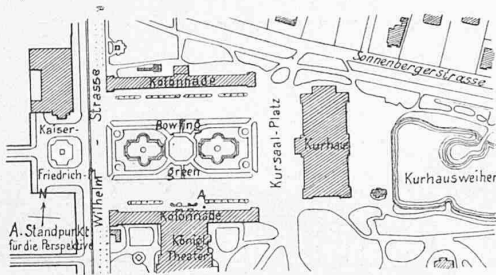 Sonnenbergerstrasse
Kolonnade
Wilhelm - Strasse
Bowling
Green
Kursaal-Platz
Kurhaus
Kurhausweiher
Kaiser-
Friedrich-Pl.
N
A. Standpunkt
für die Perspektive
A
Kolonnade
Königl.
Theater